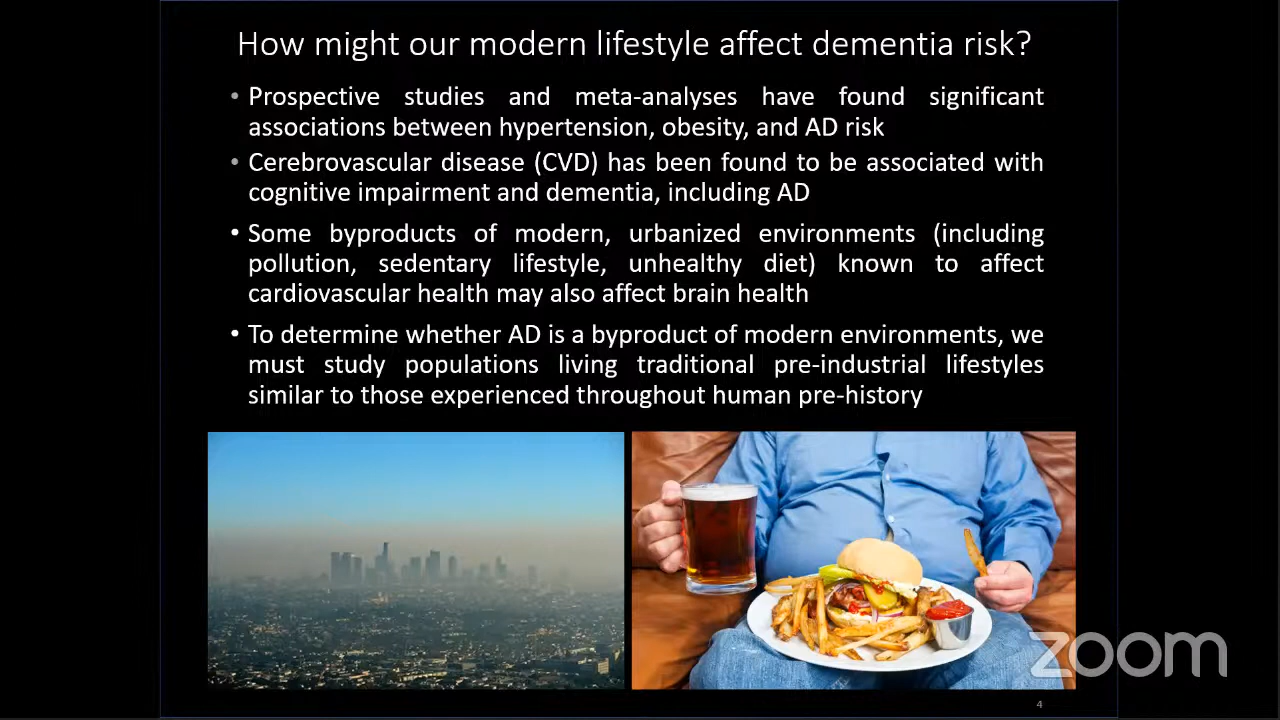 How might our modern lifestyle affect dementia risk?
• Prospective studies and meta-analyses have found significant
associations between hypertension, obesity, and AD risk
• Cerebrovascular disease (CVD) has been found to be associated with
cognitive impairment and dementia, including AD
• Some byproducts of modern, urbanized environments (including
pollution, sedentary lifestyle, unhealthy diet) known to affect
cardiovascular health may also affect brain health
• To determine whether AD is a byproduct of modern environments, we
must study populations living traditional pre-industrial lifestyles
similar to those experienced throughout human pre-history
zoom
4